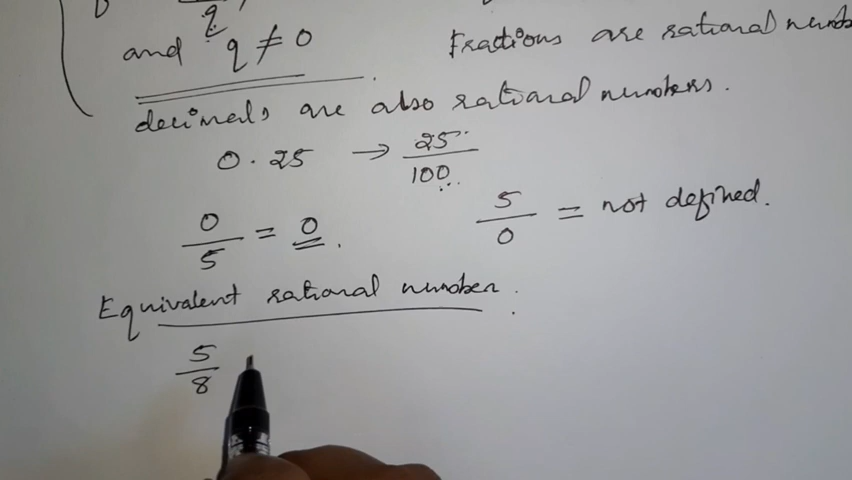 q
and q ≠ 0
Fractions are rational
decimals are also rational numbers.
0.25 → 25/100
0/5 = 0.
5/0 = not defined.
Equivalent rational number.
5/8